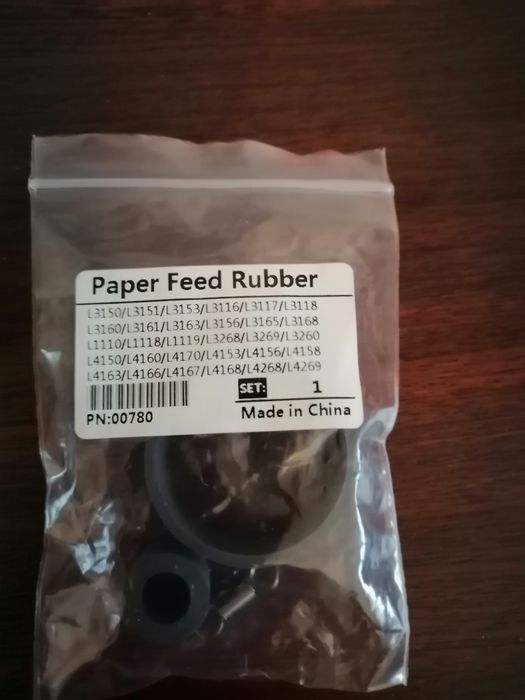 Paper Feed Rubber
L3150/L3151/L3153/L3116/L3117/L3118
L3160/L3161/L3163/L3156/L3165/L3168
L1110/L1118/L1119/L3268/L3269/L3260
L4150/L4160/L4170/L4153/L4156/L4158
L4163/L4166/L4167/L4168/L4268/L4269
SET: 1
PN:00780 Made in China